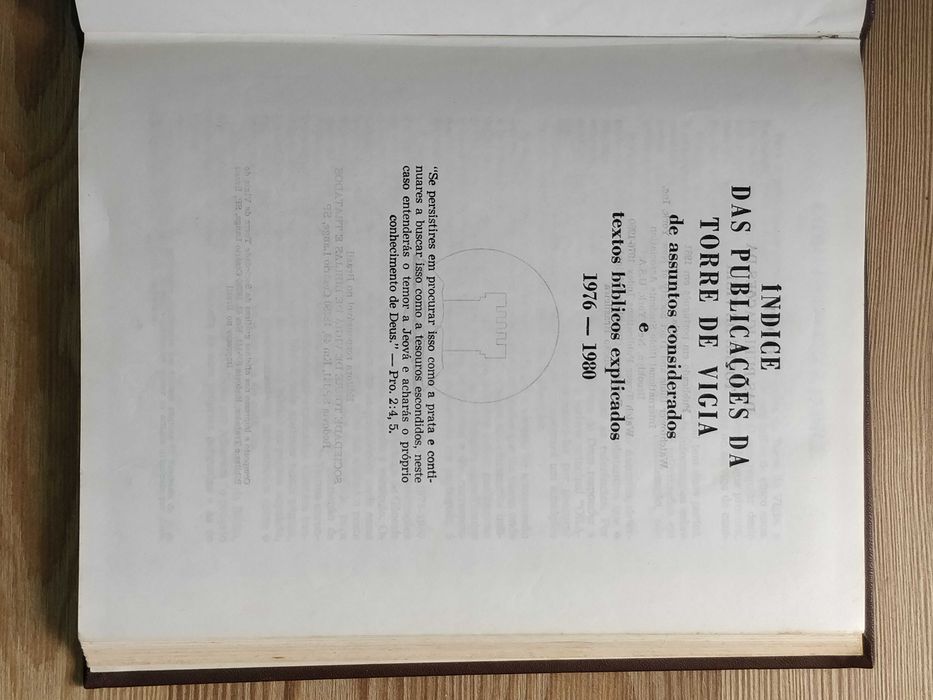 ÍNDICE
DAS PUBLICAÇÕES DA
TORRE DE VIGIA
de assuntos considerados
e
textos bíblicos explicados
1976 — 1980
“Se persistires em procurar isso como a prata e conti-
nuares a buscar isso como a tesouros escondidos, neste
caso entenderás o temor a Jeová e acharás o próprio
conhecimento de Deus.” — Pro. 2:4, 5.